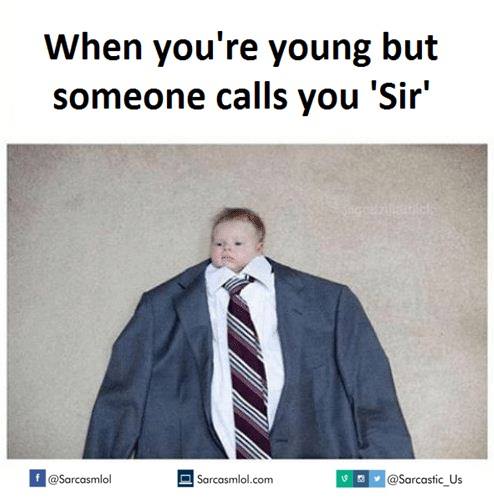 When you're young but
someone calls you 'Sir'
@Sarcasmlol
Sarcasmlol.com
@Sarcastic_Us